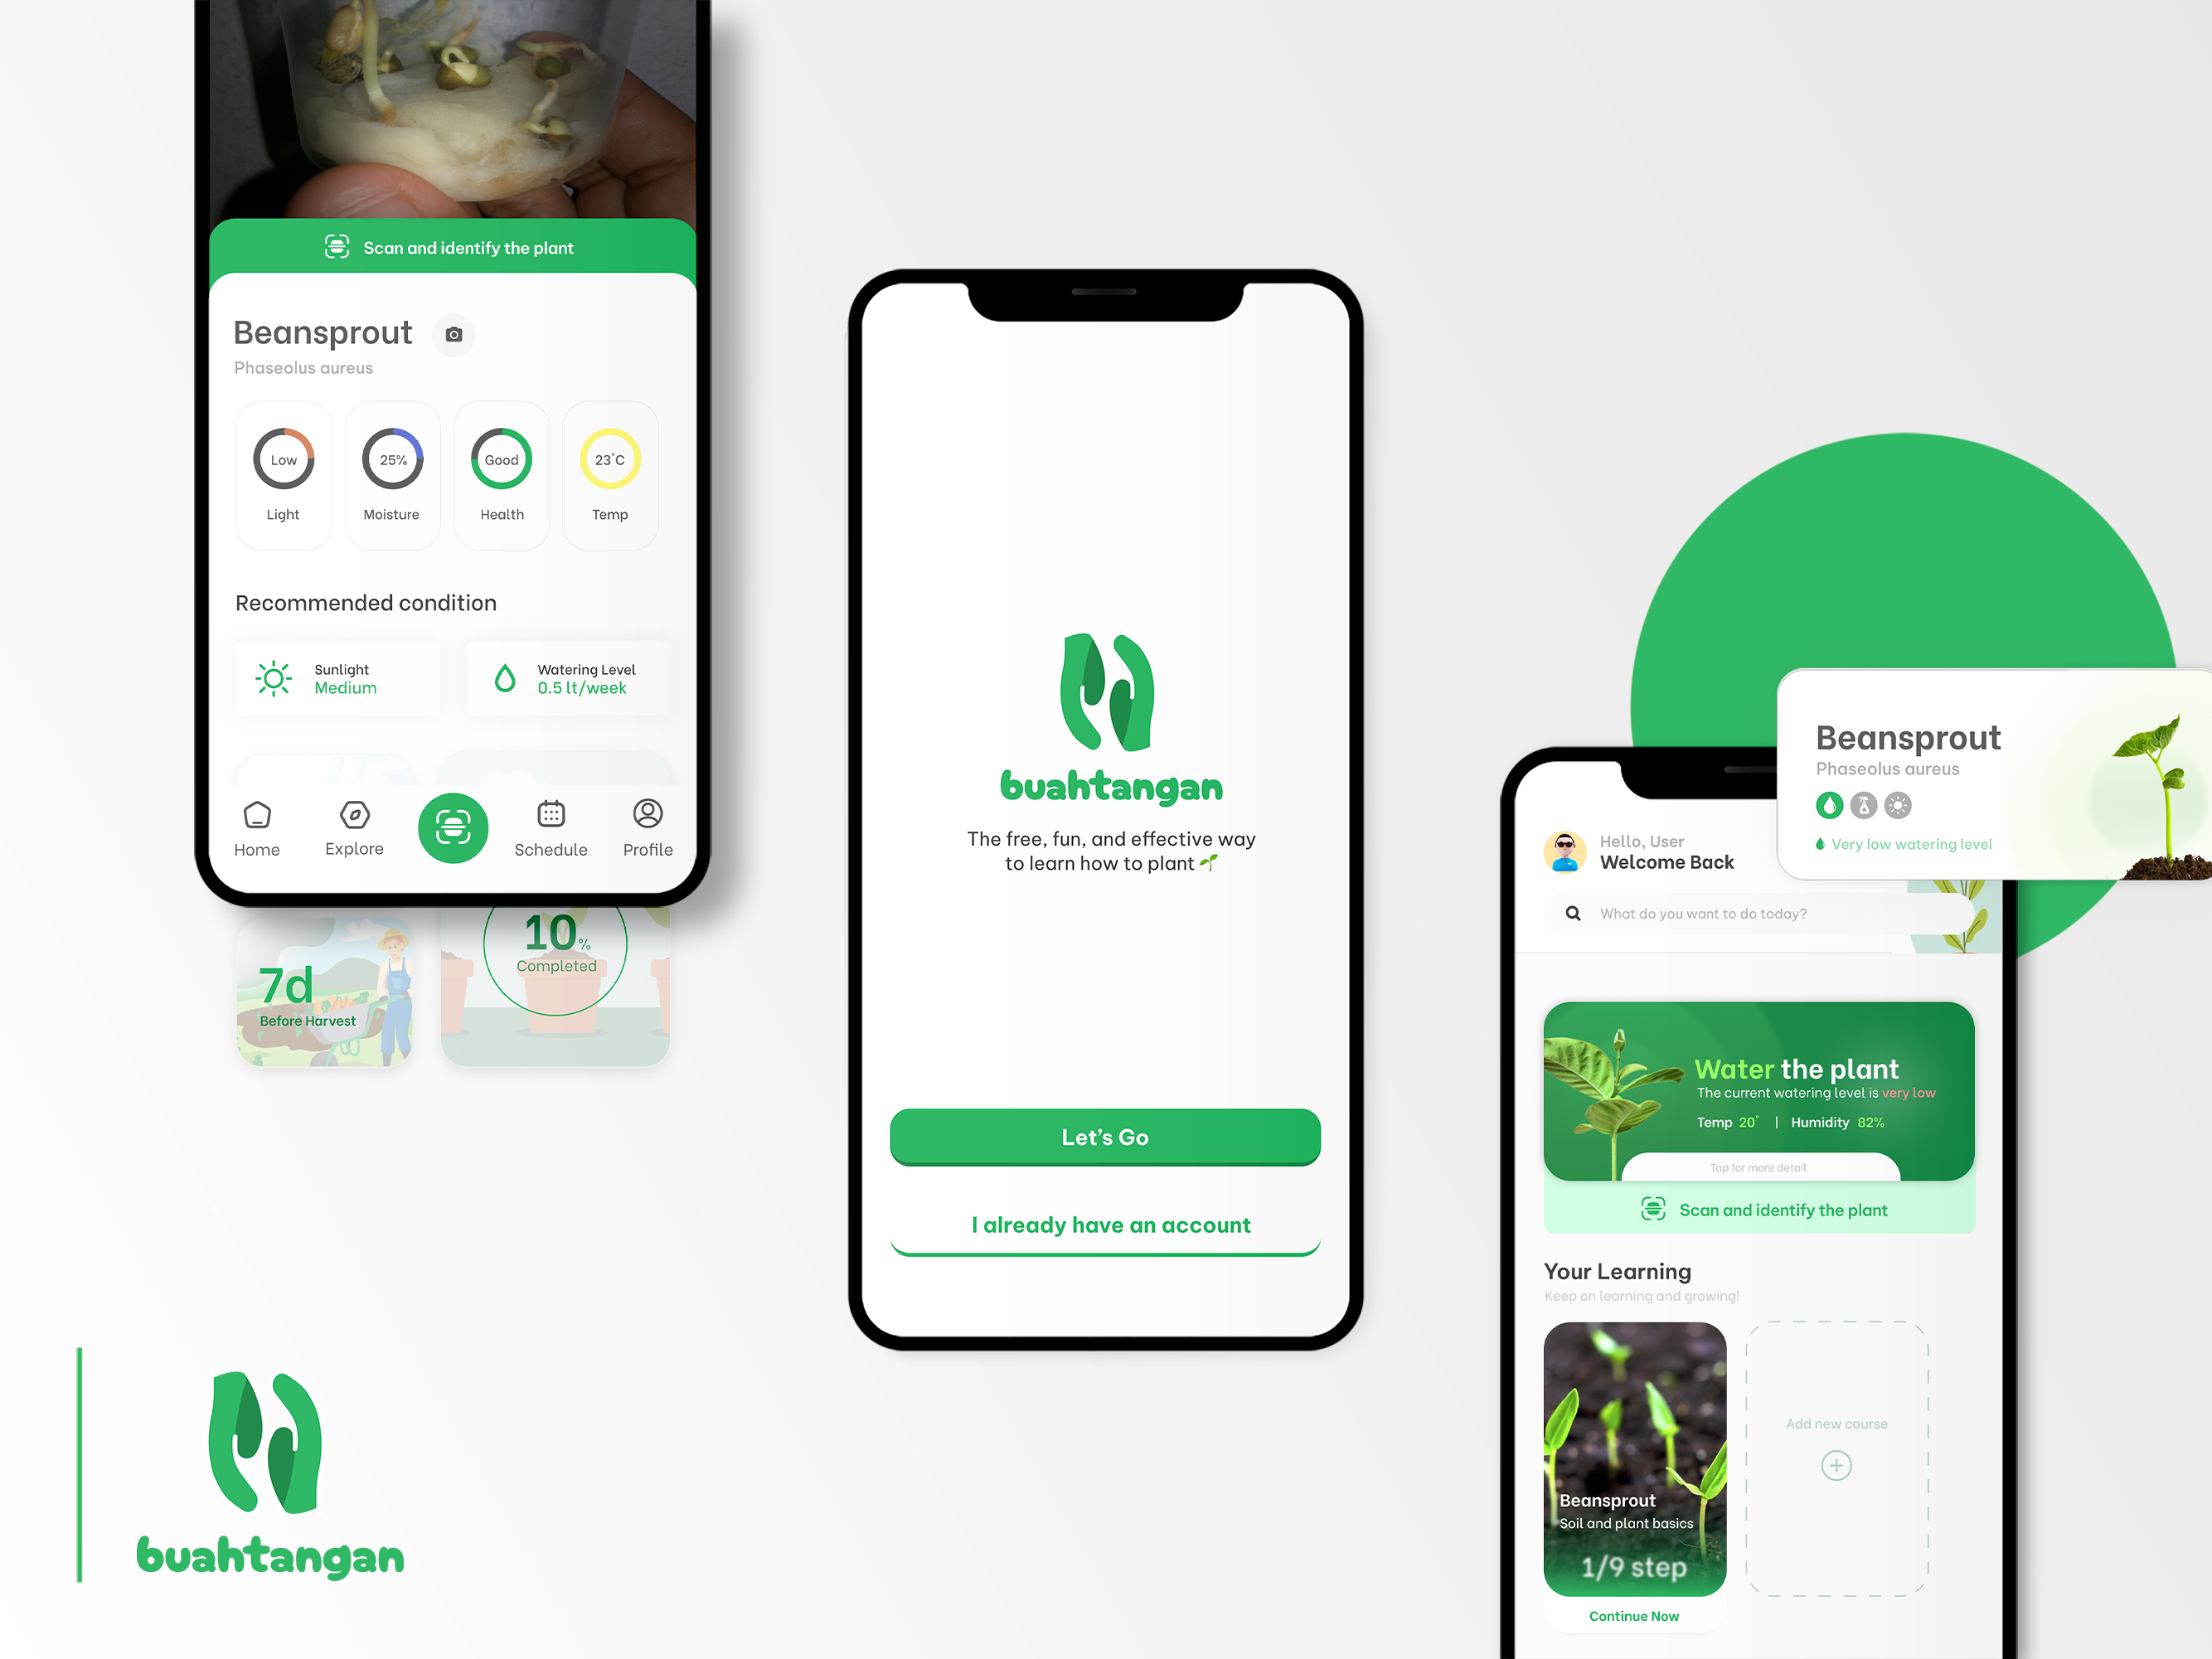 Scan and identify the plant
Beansprout
Phaseolus aureus
Low
25%
Good
23°C
Light
Moisture
Health
Temp
Recommended condition
Sunlight
Medium
Watering Level
0.5 lt/week
Home
Explore
Schedule
Profile
7d
Before Harvest
10%
Completed
buahtangan
buahtangan
The free, fun, and effective way
to learn how to plant
Let's Go
I already have an account
Beansprout
Phaseolus aureus
Very low watering level
Hello, User
Welcome Back
What do you want to do today?
Water the plant
The current watering level is very low
Temp 20° | Humidity 82%
Tap for more detail
Scan and identify the plant
Your Learning
Keep on learning and growing!
Beansprout
Soil and plant basics
1/9 step
Continue Now
Add new course